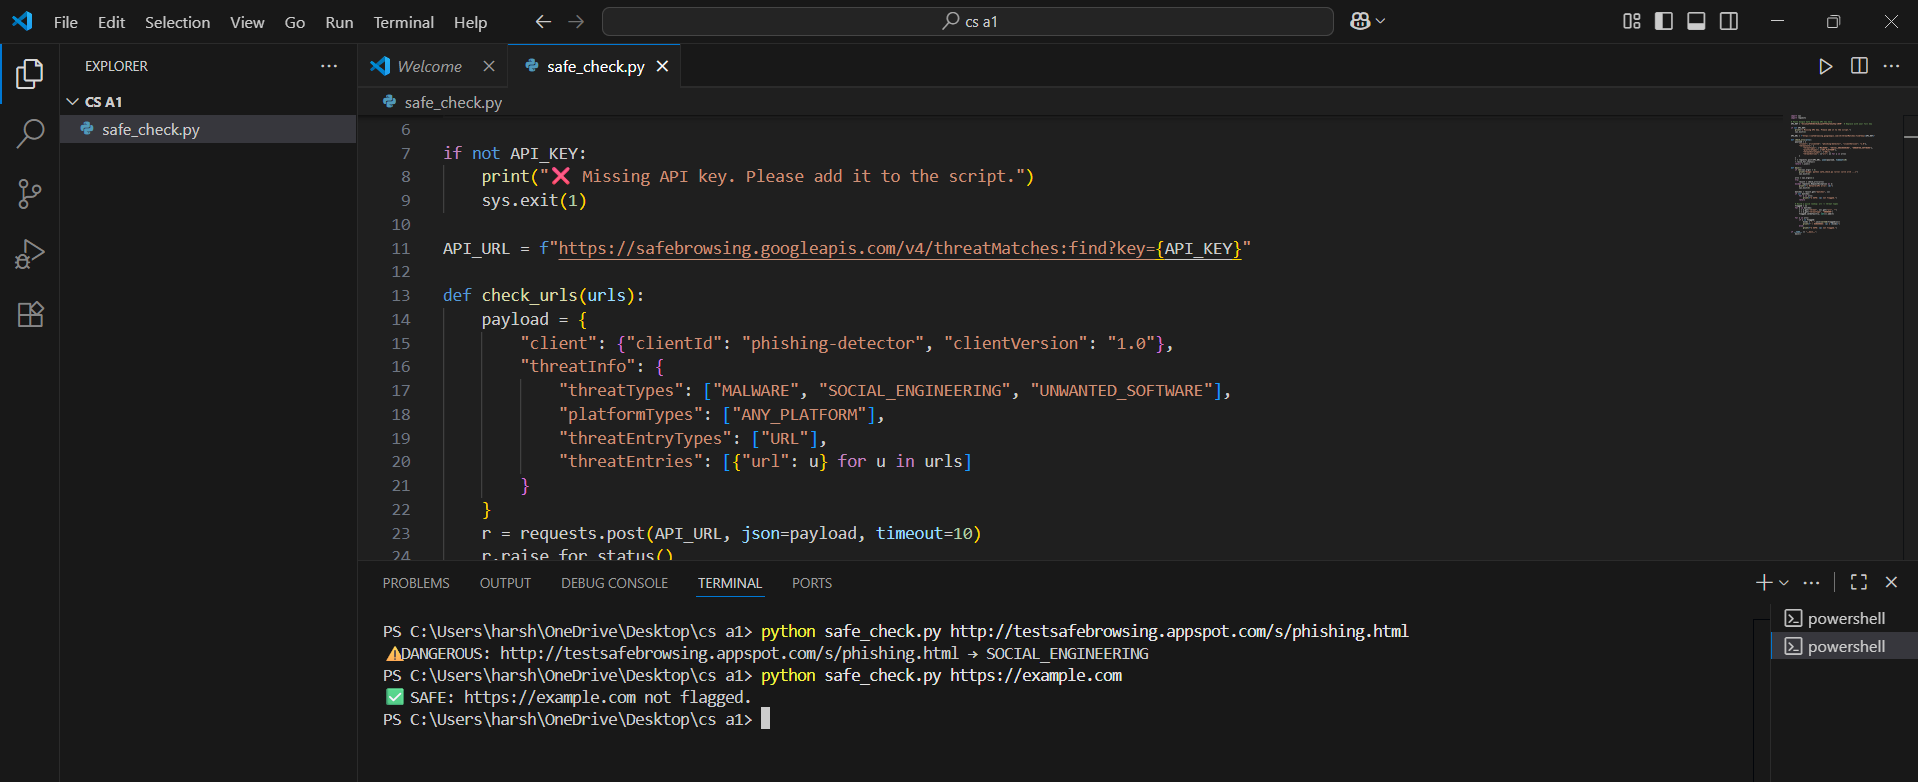 File Edit Selection View Go Run Terminal Help
cs a1
EXPLORER
CS A1
safe_check.py
Welcome
safe_check.py
safe_check.py
6
7 if not API_KEY:
8 print("❌ Missing API key. Please add it to the script.")
9 sys.exit(1)
10
11 API_URL = f"https://safebrowsing.googleapis.com/v4/threatMatches:find?key={API_KEY}"
12
13 def check_urls(urls):
14 payload = {
15 "client": {"clientId": "phishing-detector", "clientVersion": "1.0"},
16 "threatInfo": {
17 "threatTypes": ["MALWARE", "SOCIAL_ENGINEERING", "UNWANTED_SOFTWARE"],
18 "platformTypes": ["ANY_PLATFORM"],
19 "threatEntryTypes": ["URL"],
20 "threatEntries": [{"url": u} for u in urls]
21 }
22 }
23 r = requests.post(API_URL, json=payload, timeout=10)
24 r.raise_for_status()
PROBLEMS OUTPUT DEBUG CONSOLE TERMINAL PORTS
PS C:\Users\harsh\OneDrive\Desktop\cs a1> python safe_check.py http://testsafebrowsing.appspot.com/s/phishing.html
⚠️DANGEROUS: http://testsafebrowsing.appspot.com/s/phishing.html → SOCIAL_ENGINEERING
PS C:\Users\harsh\OneDrive\Desktop\cs a1> python safe_check.py https://example.com
✅ SAFE: https://example.com not flagged.
PS C:\Users\harsh\OneDrive\Desktop\cs a1>
powershell
powershell